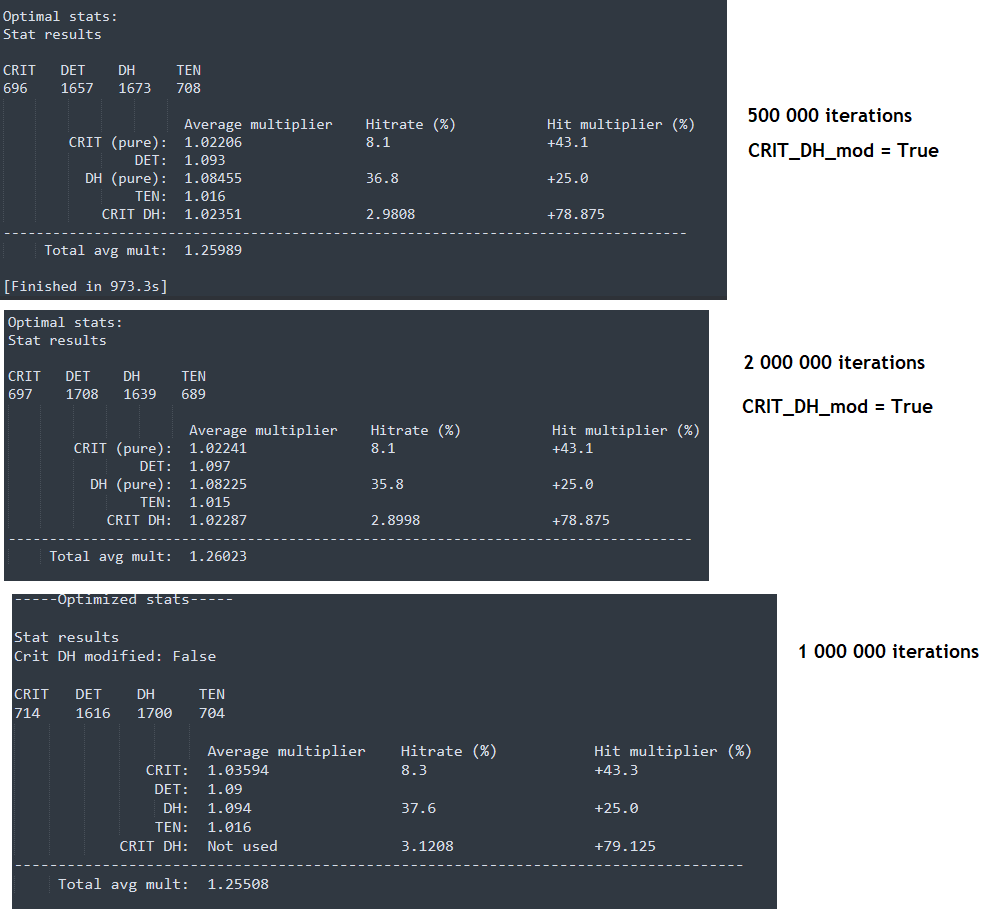 Optimal stats:
Stat results
CRIT DET DH TEN
696 1657 1673 708
Average multiplier Hitrate (%) Hit multiplier (%)
CRIT (pure): 1.02206 8.1 +43.1
DET: 1.093
DH (pure): 1.08455 36.8 +25.0
TEN: 1.016
CRIT DH: 1.02351 2.9808 +78.875
--------------------------------------------------------------------------------
Total avg mult: 1.25989
[Finished in 973.3s]
500 000 iterations
CRIT_DH_mod = True
Optimal stats:
Stat results
CRIT DET DH TEN
697 1708 1639 689
Average multiplier Hitrate (%) Hit multiplier (%)
CRIT (pure): 1.02241 8.1 +43.1
DET: 1.097
DH (pure): 1.08225 35.8 +25.0
TEN: 1.015
CRIT DH: 1.02287 2.8998 +78.875
--------------------------------------------------------------------------------
Total avg mult: 1.26023
2 000 000 iterations
CRIT_DH_mod = True
-----Optimized stats-----
Stat results
Crit DH modified: False
CRIT DET DH TEN
714 1616 1700 704
Average multiplier Hitrate (%) Hit multiplier (%)
CRIT: 1.03594 8.3 +43.3
DET: 1.09
DH: 1.094 37.6 +25.0
TEN: 1.016
CRIT DH: Not used 3.1208 +79.125
--------------------------------------------------------------------------------
Total avg mult: 1.25508
1 000 000 iterations